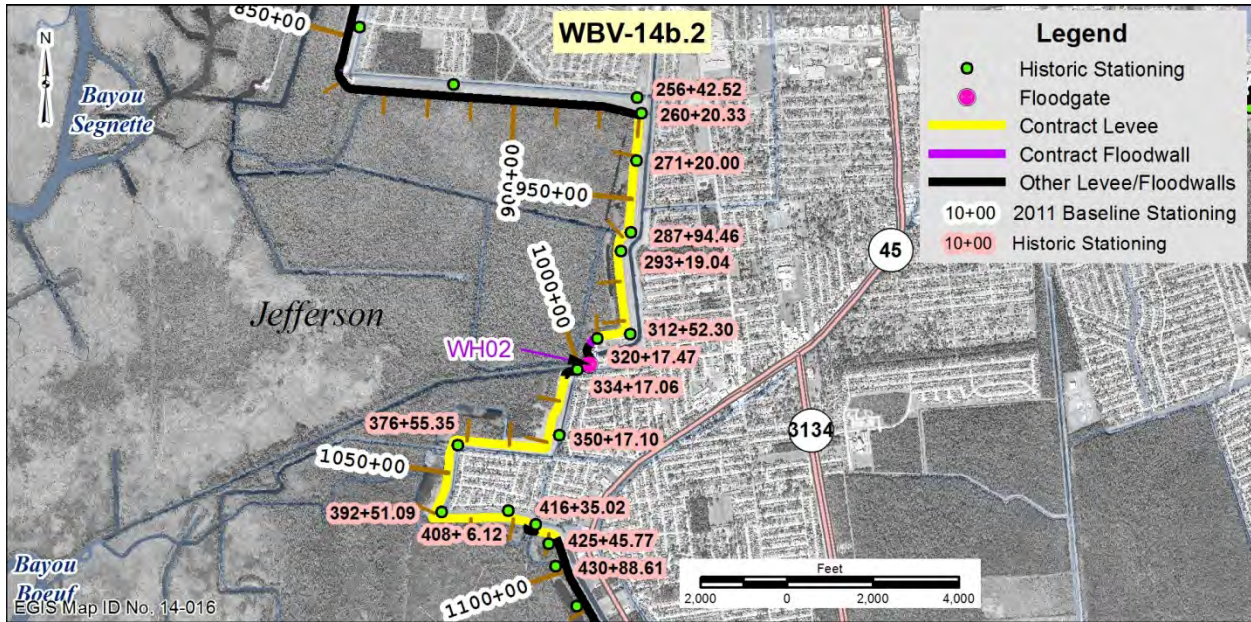 WBV-14b.2
N
Legend
Historic Stationing
Floodgate
Contract Levee
Contract Floodwall
Other Levee/Floodwalls
10+00 2011 Baseline Stationing
10+00 Historic Stationing
850+00
Bayou
Segnette
256+42.52
260+20.33
271+20.00
900+00
950+00
287+94.46
293+19.04
45
1000+00
Jefferson
312+52.30
WH02
320+17.47
334+17.06
376+55.35
350+17.10
3134
1050+00
392+51.09
416+35.02
408+ 6.12
425+45.77
430+88.61
Bayou
Boeuf
1100+00
Feet
2,000 0 2,000 4,000
EGIS Map ID No. 14-016